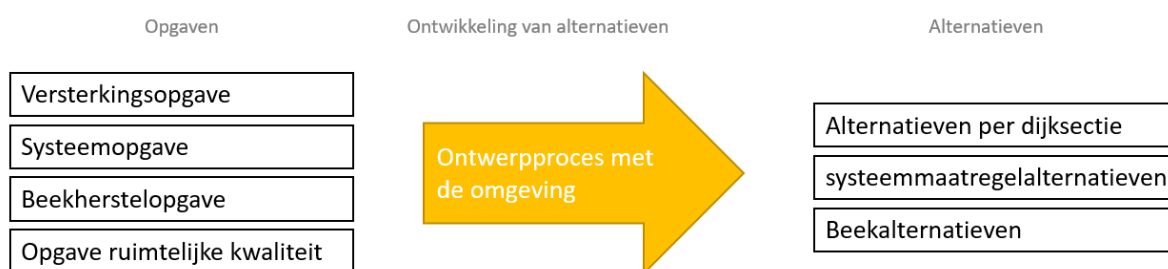 Opgaven
Ontwikkeling van alternatieven
Alternatieven
Versterkingsopgave
Systeemopgave
Beekherstelopgave
Opgave ruimtelijke kwaliteit
Ontwerpproces met
de omgeving
Alternatieven per dijksectie
systeemmaatregelalternatieven
Beekalternatieven